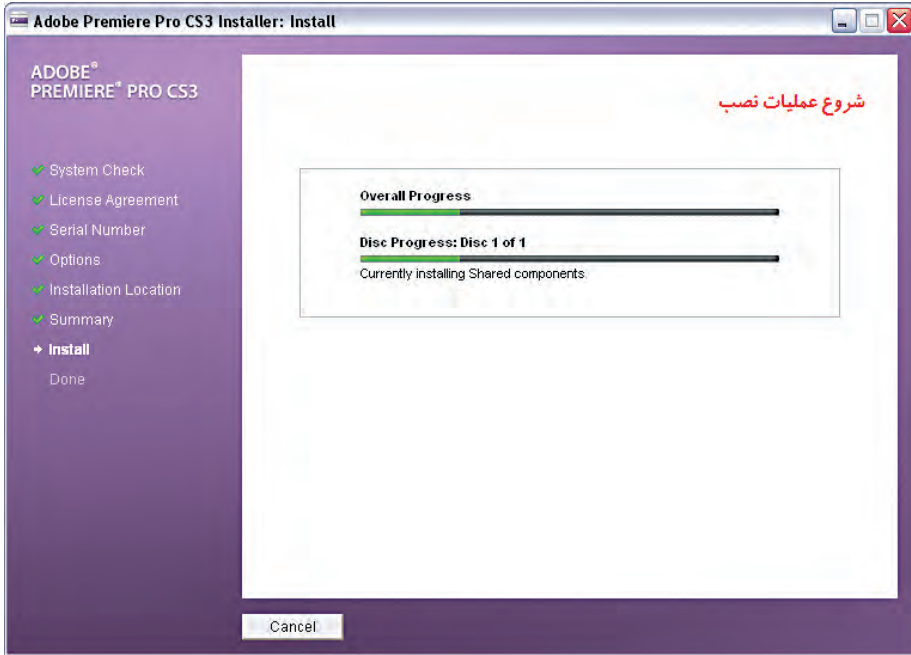 Adobe Premiere Pro CS3 Installer: Install
ADOBE®
PREMIERE® PRO CS3
شروع عملیات نصب
System Check
License Agreement
Serial Number
Options
Installation Location
Summary
Install
Done
Overall Progress
Disc Progress: Disc 1 of 1
Currently installing Shared components
Cancel